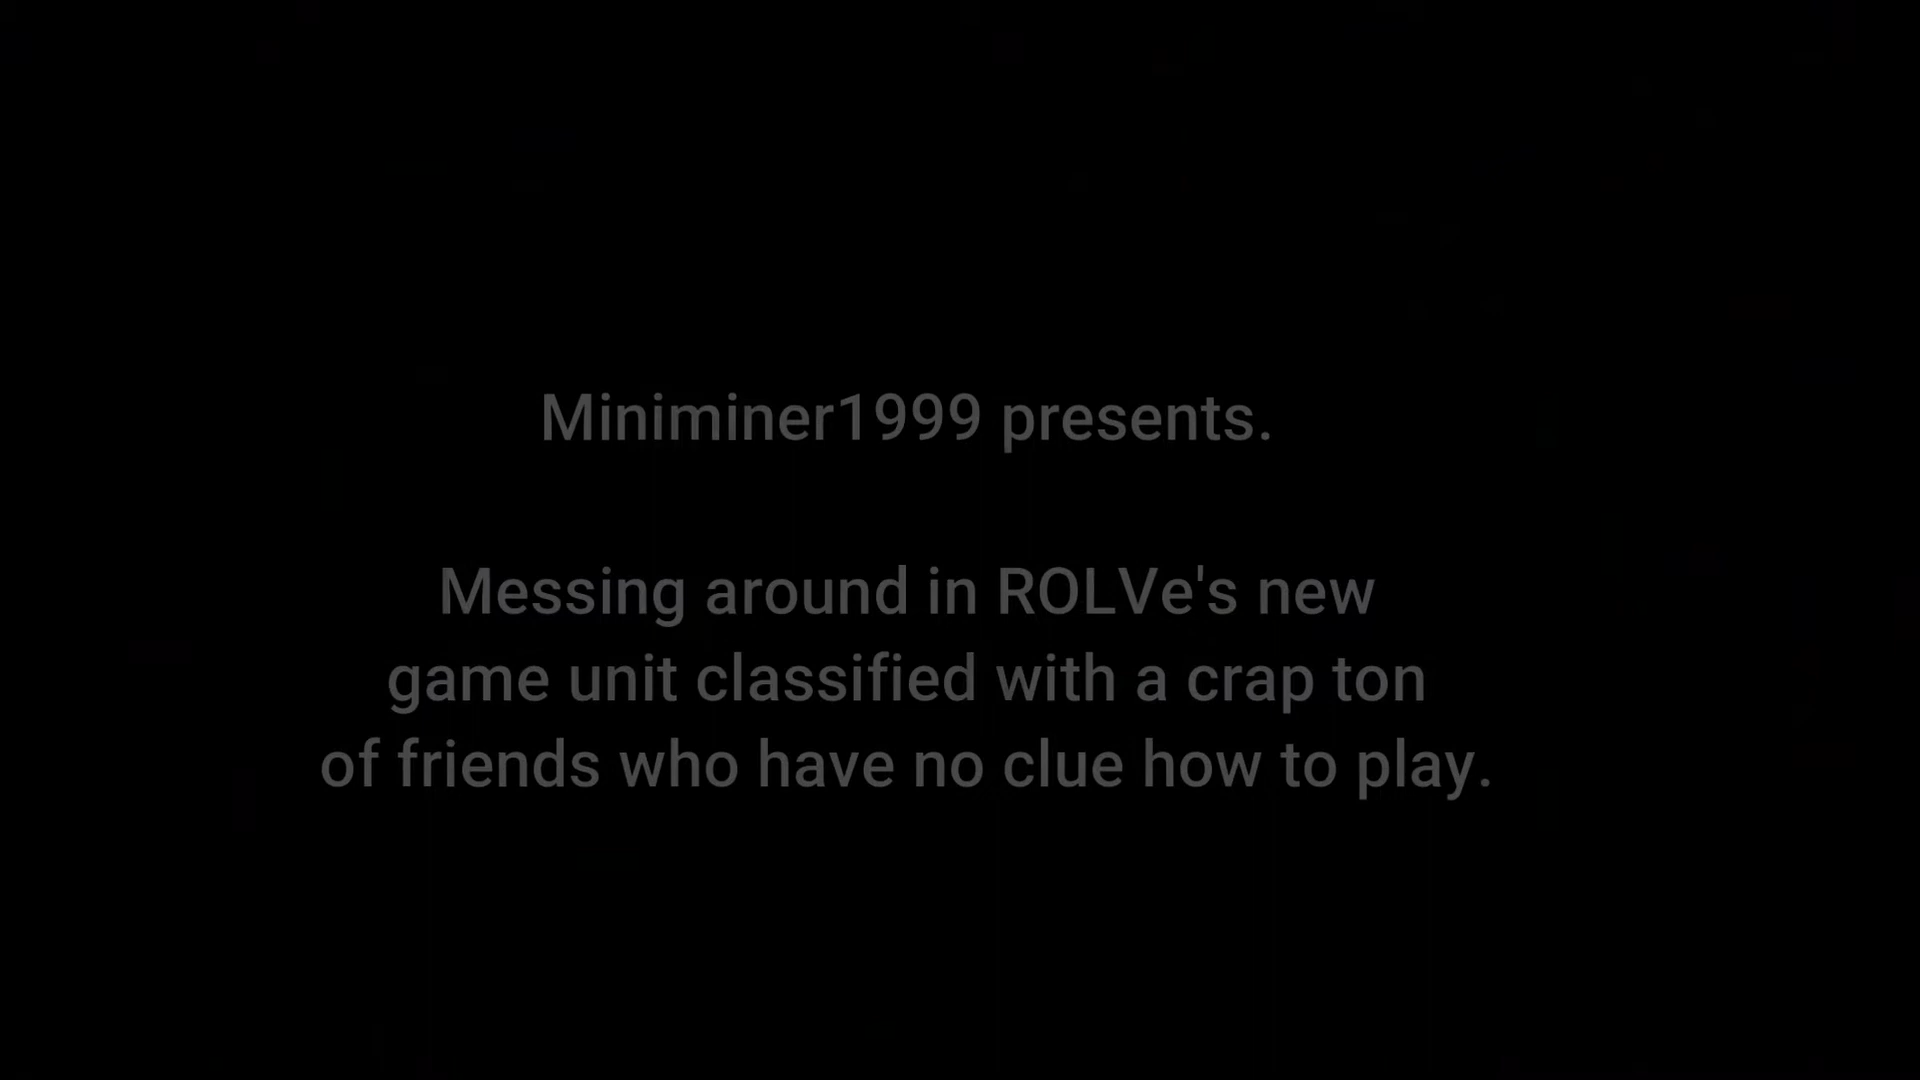 Miniminer1999 presents.
Messing around in ROLVe's new
game unit classified with a crap ton
of friends who have no clue how to play.